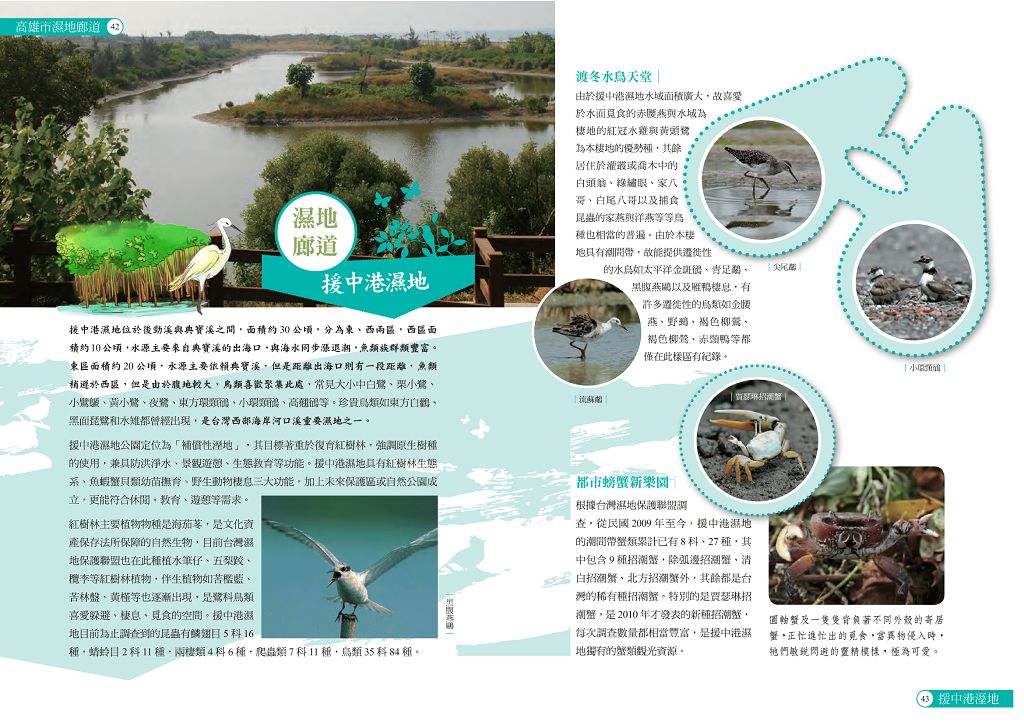 高雄市濕地廊道 42
濕地
廊道
援中港濕地
援中港濕地位於後勁溪與典寶溪之間，面積約 30 公頃，分為東、西兩區，西區面
積約 10 公頃，水源主要來自典寶溪的出海口，與海水同步漲退潮，魚類族群類豐富。
東區面積約 20 公頃，水源主要依賴典寶溪，但是距離出海口則有一段距離，魚類
稍遜於西區，但是由於腹地較大，鳥類喜歡聚集此處，常見大小中白鷺、栗小鷺、
小鷿鷈、黃小鷺、夜鷺、東方環頸鴴、小環頸鴴、高翹鴴等。珍貴鳥類如東方白鸛、
黑面琵鷺和水雉都曾經出現，是台灣西部海岸河口溪重要濕地之一。
援中港濕地公園定位為「補償性溼地」，其目標著重於復育紅樹林，強調原生樹種
的使用，兼具防洪淨水、景觀遊憩、生態教育等功能。援中港濕地具有紅樹林生態
系、魚蝦蟹貝類幼苗撫育、野生動物棲息三大功能，加上未來保護區或自然公園成
立，更能符合休閒、教育、遊憩等需求。
紅樹林主要植物物種是海茄苳，是文化資
產保存法所保障的自然生物，目前台灣濕
地保護聯盟也在此種植水筆仔、五梨跤、
欖李等紅樹林植物，伴生植物如苦檻藍、
苦林盤、黃槿等也逐漸出現，是鷺科鳥類
喜愛躲避、棲息、覓食的空間。援中港濕
地目前為止調查到的昆蟲有鱗翅目 5 科 16
種，蜻蛉目 2 科 11 種，兩棲類 4 科 6 種，爬蟲類 7 科 11 種，鳥類 35 科 84 種。
｜黑腹燕鷗｜
渡冬水鳥天堂｜
由於援中港濕地水域面積廣大，故喜愛
於水面覓食的赤腰燕與水域為
棲地的紅冠水雞與黃頭鷺
為本棲地的優勢種，其餘
居住於灌叢或喬木中的
白頭翁、綠繡眼、家八
哥、白尾八哥以及捕食
昆蟲的家燕與洋燕等等鳥
種也相當的普遍。由於本棲
地具有潮間帶，故能提供遷徙性
的水鳥如太平洋金斑鴴、青足鷸、
黑腹燕鷗以及雁鴨棲息，有
許多遷徙性的鳥類如金腰
燕、野鴝、褐色柳鶯、
褐色柳鶯、赤頸鴨等都
僅在此樣區有紀錄。
｜尖尾鷸｜
｜小環頸鴴｜
｜流蘇鷸｜
｜賈瑟琳招潮蟹｜
都市螃蟹新樂園｜
根據台灣濕地保護聯盟調
查，從民國 2009 年至今，援中港濕地
的潮間帶蟹類累計已有 8 科、27 種，其
中包含 9 種招潮蟹，除弧邊招潮蟹、清
白招潮蟹、北方招潮蟹外，其餘都是台
灣的稀有種招潮蟹。特別的是賈瑟琳招
潮蟹，是 2010 年才發表的新種招潮蟹，
每次調查數量都相當豐富，是援中港濕
地獨有的蟹類觀光資源。
圓軸蟹及一隻隻背負著不同外殼的寄居
蟹，正忙進忙出的覓食，當異物侵入時，
牠們敏銳閃避的靈精模樣，極為可愛。
43 援中港溼地